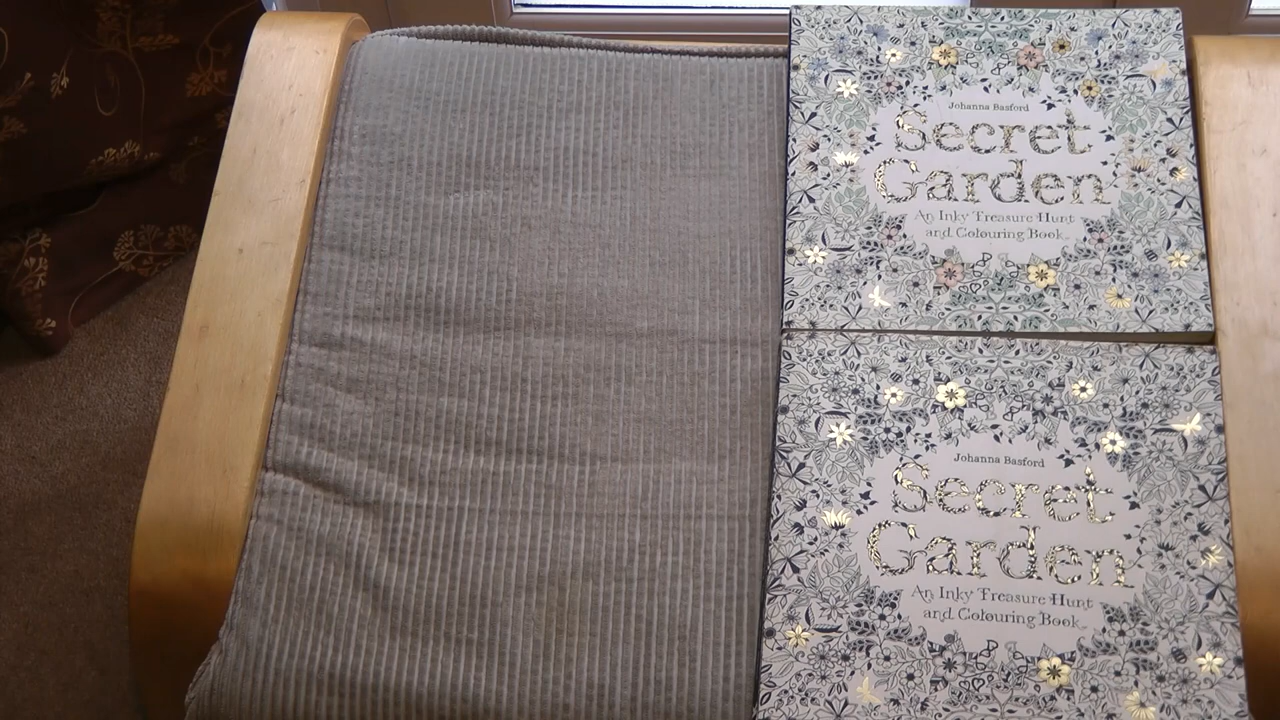 Johanna Basford
Secret
Garden
An Inky Treasure Hunt
and Colouring Book
Johanna Basford
Secret
Garden
An Inky Treasure Hunt
and Colouring Book